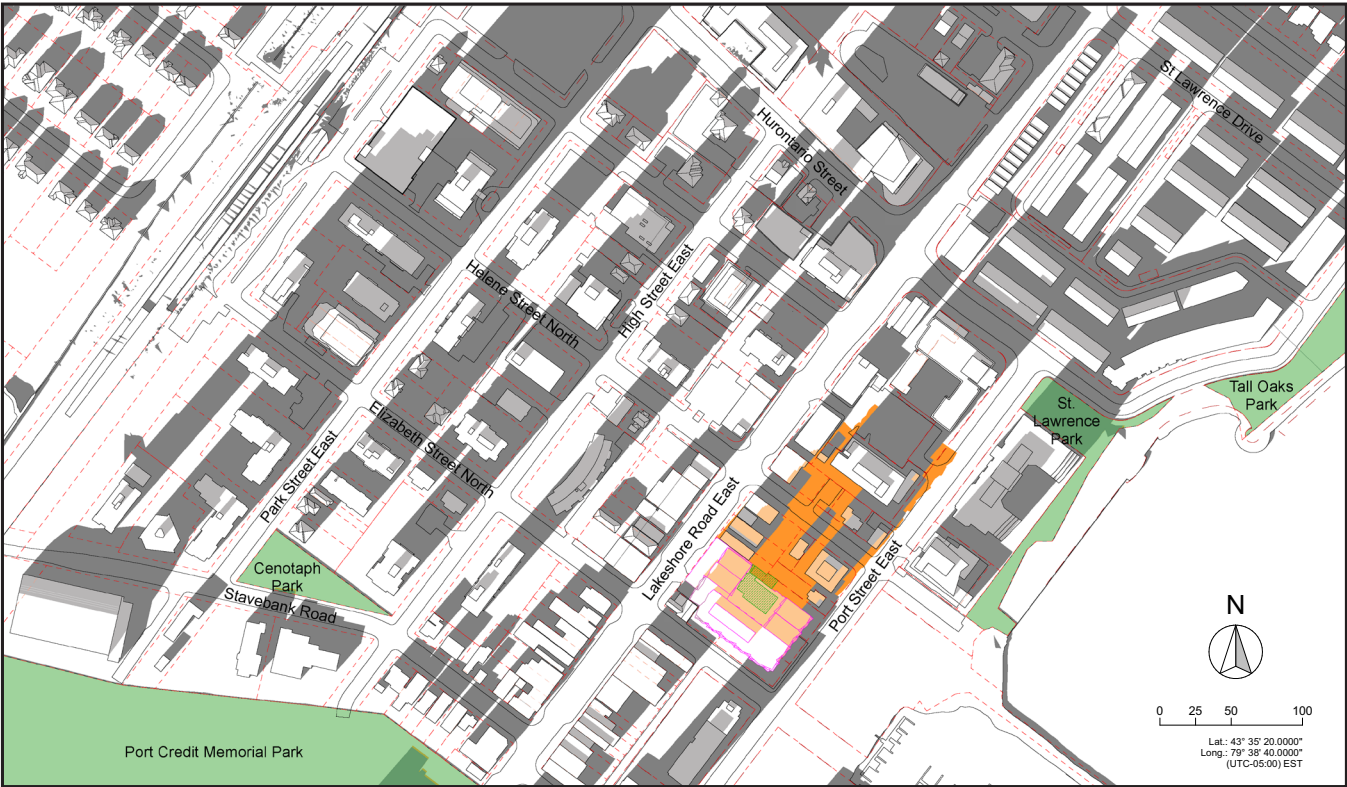 St Lawrence Drive
Hurontario Street
High Street East
Helene Street North
Tall Oaks
Park
St.
Lawrence
Park
Elizabeth Street North
Park Street East
Lakeshore Road East
Port Street East
Cenotaph
Park
Stavebank Road
N
0 25 50 100
Lat.: 43° 35' 20.0000"
Long.: 79° 38' 40.0000"
(UTC-05:00) EST
Port Credit Memorial Park